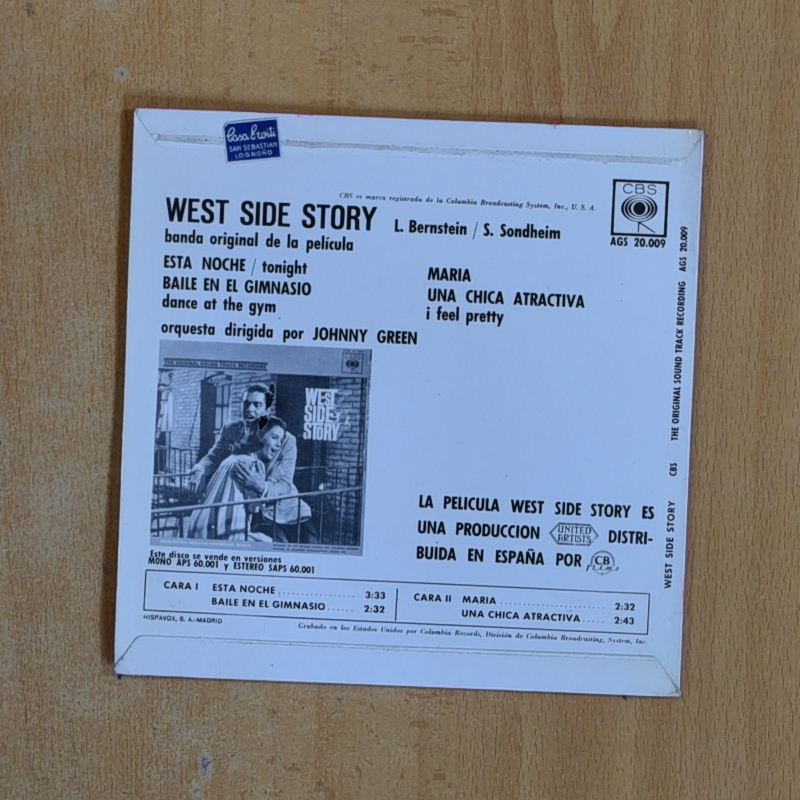 Casa Erviti
SAN SEBASTIAN
LOGROÑO
CBS es marca registrada de la Columbia Broadcasting System, Inc., U. S. A.
CBS
AGS 20.009
WEST SIDE STORY L. Bernstein / S. Sondheim
banda original de la película
ESTA NOCHE / tonight
BAILE EN EL GIMNASIO
dance at the gym
MARIA
UNA CHICA ATRACTIVA
i feel pretty
orquesta dirigida por JOHNNY GREEN
THE ORIGINAL SOUND TRACK RECORDING
WEST
SIDE
STORY
Este disco se vende en versiones
MONO APS 60.001 y ESTEREO SAPS 60.001
LA PELICULA WEST SIDE STORY ES
UNA PRODUCCION UNITED ARTISTS DISTRI-
BUIDA EN ESPAÑA POR CB films
CARA I ESTA NOCHE .................... 3:33
BAILE EN EL GIMNASIO ...... 2:32
CARA II MARIA ........................ 2:32
UNA CHICA ATRACTIVA ..... 2:43
HISPAVOX, S. A.-MADRID
Grabado en los Estados Unidos por Columbia Records, División de Columbia Broadcasting, System, Inc.
WEST SIDE STORY CBS THE ORIGINAL SOUND TRACK RECORDING AGS 20.009